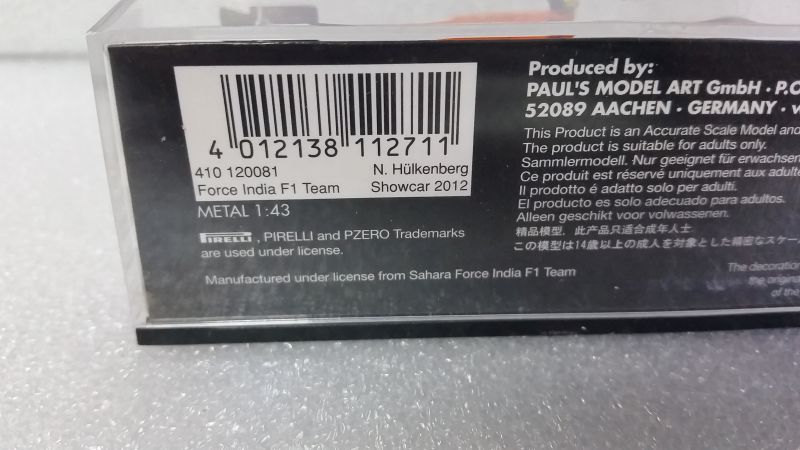 4 012138 112711
410 120081 N. Hülkenberg
Force India F1 Team Showcar 2012
METAL 1:43
PIRELLI, PIRELLI and PZERO Trademarks
are used under license.
Manufactured under license from Sahara Force India F1 Team
Produced by:
PAUL'S MODEL ART GmbH · P.O
52089 AACHEN · GERMANY ·
This Product is an Accurate Scale Model and
The product is suitable for adults only.
Sammlermodell. Nur geeignet für erwachsen
Ce produit est réservé uniquement aux adulte
Il prodotto é adatto solo per adulti.
El producto es solo adecuado para adultos.
Alleen geschikt voor volwassenen.
精品模型，此产品只适合成年人士
この模型は14歳以上の成人を対象とした精密なスケー
The decoration
the origina
of the